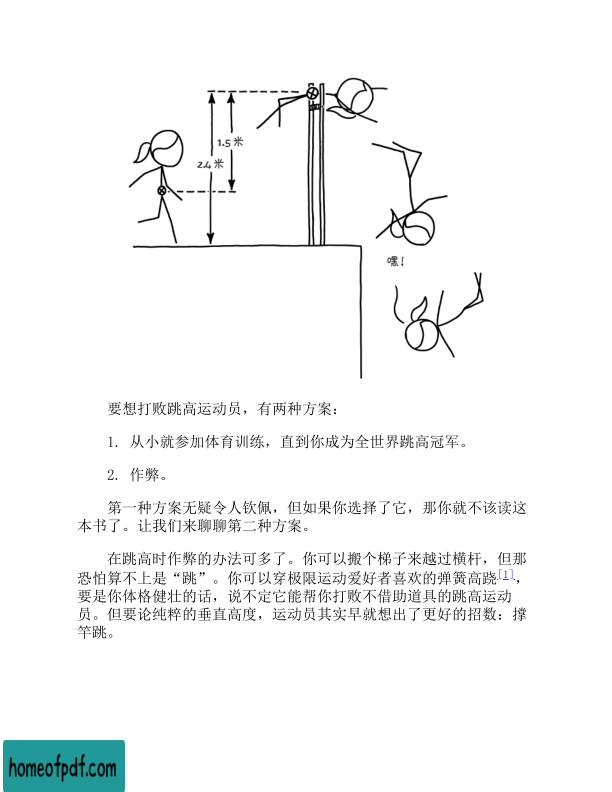 1.5 米
2.4 米
嘿！
要想打败跳高运动员，有两种方案：
1. 从小就参加体育训练，直到你成为全世界跳高冠军。
2. 作弊。
第一种方案无疑令人钦佩，但如果你选择了它，那你就不该读这
本书了。让我们来聊聊第二种方案。
在跳高时作弊的办法可多了。你可以搬个梯子来越过横杆，但那
恐怕算不上是“跳”。你可以穿极限运动爱好者喜欢的弹簧高跷[1]，
要是你体格健壮的话，说不定它能帮你打败不借助道具的跳高运动
员。但要论纯粹的垂直高度，运动员其实早就想出了更好的招数：撑
竿跳。
homeofpdf.com